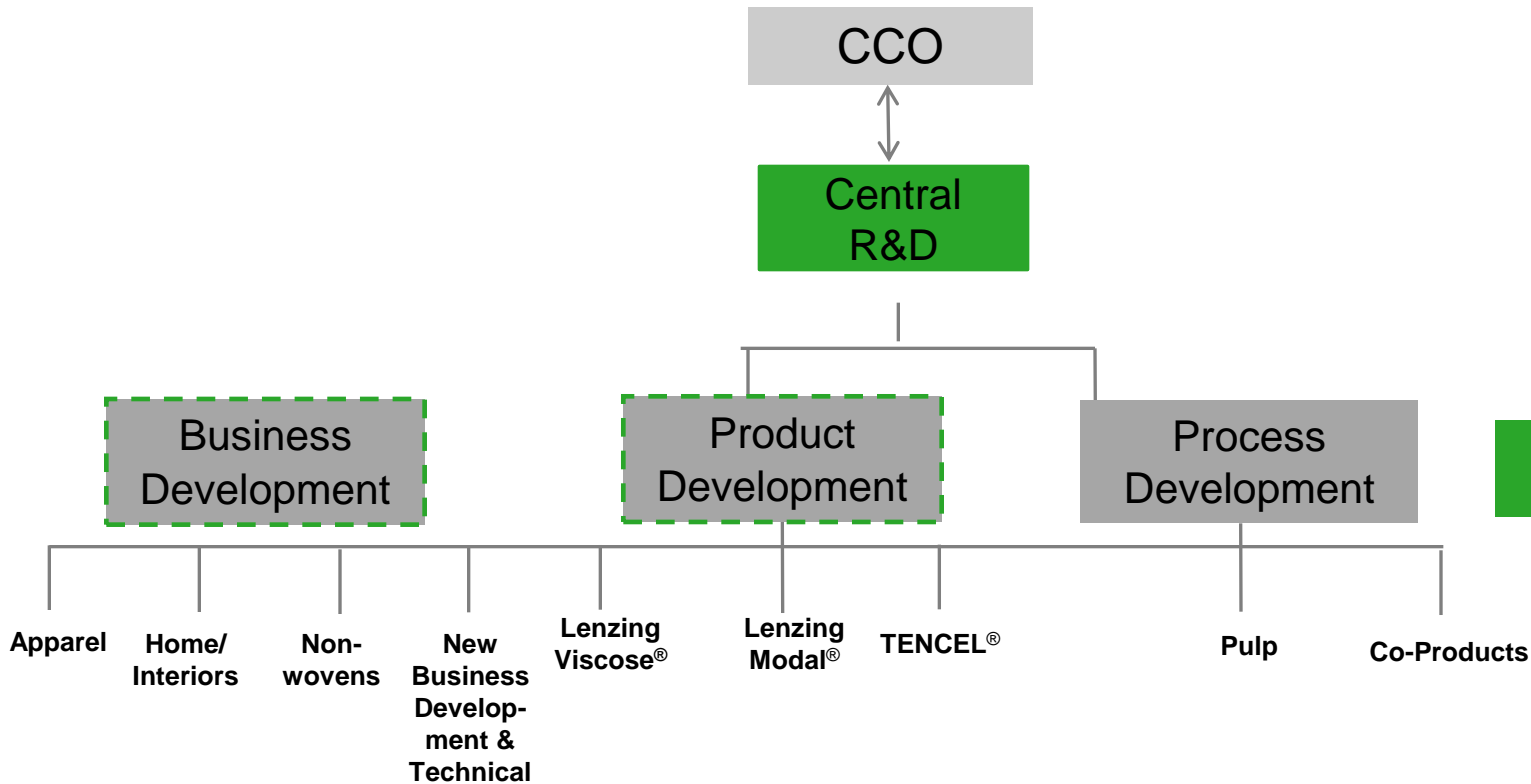 CCO
Central
R&D
Business
Development
Product
Development
Process
Development
Apparel
Home/
Interiors
Non-
wovens
New
Business
Develop-
ment &
Technical
Lenzing
Viscose®
Lenzing
Modal®
TENCEL®
Pulp
Co-Products